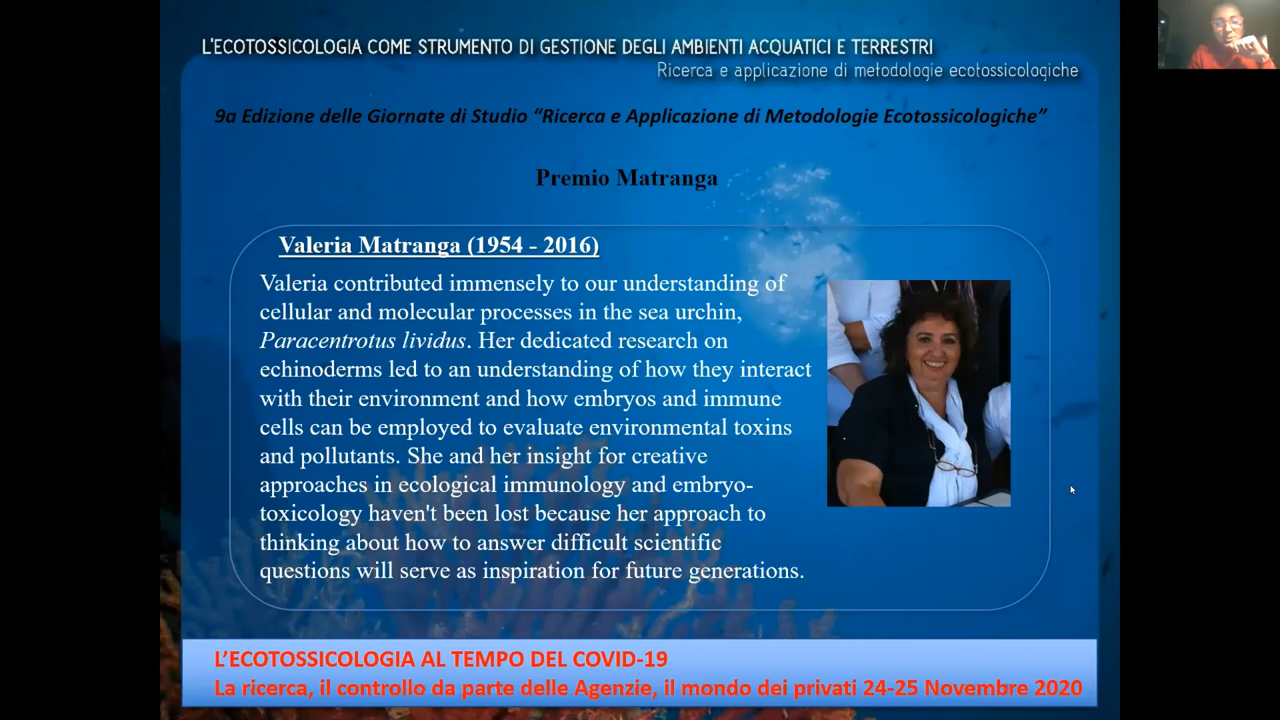 L'ECOTOSSICOLOGIA COME STRUMENTO DI GESTIONE DEGLI AMBIENTI ACQUATICI E TERRESTRI
Ricerca e applicazione di metodologie ecotossicologiche
9a Edizione delle Giornate di Studio “Ricerca e Applicazione di Metodologie Ecotossicologiche”
Premio Matranga
Valeria Matranga (1954 - 2016)
Valeria contributed immensely to our understanding of
cellular and molecular processes in the sea urchin,
Paracentrotus lividus. Her dedicated research on
echinoderms led to an understanding of how they interact
with their environment and how embryos and immune
cells can be employed to evaluate environmental toxins
and pollutants. She and her insight for creative
approaches in ecological immunology and embryo-
toxicology haven't been lost because her approach to
thinking about how to answer difficult scientific
questions will serve as inspiration for future generations.
L’ECOTOSSICOLOGIA AL TEMPO DEL COVID-19
La ricerca, il controllo da parte delle Agenzie, il mondo dei privati 24-25 Novembre 2020